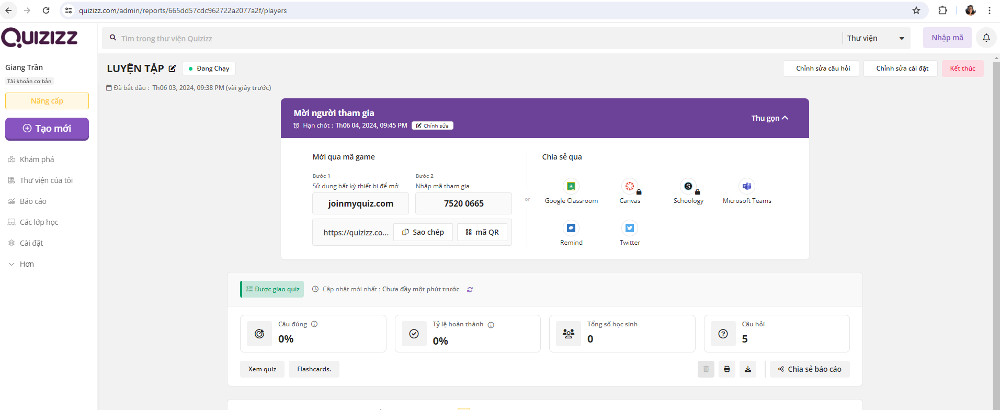 quizizz.com/admin/reports/665dd57cdc962722a2077a2f/players
QUIZIZZ
Tìm trong thư viện Quizizz
Thư viện
Nhập mã
Giang Trần
Tài khoản cơ bản
Nâng cấp
Tạo mới
Khám phá
Thư viện của tôi
Báo cáo
Các lớp học
Cài đặt
Hơn
LUYỆN TẬP
Đang Chạy
Chỉnh sửa câu hỏi
Chỉnh sửa cài đặt
Kết thúc
Đã bắt đầu : Th06 03, 2024, 09:38 PM (vài giây trước)
Mời người tham gia
Hạn chót : Th06 04, 2024, 09:45 PM
Chỉnh sửa
Thu gọn
Mời qua mã game
Bước 1
Sử dụng bất kỳ thiết bị để mở
joinmyquiz.com
Bước 2
Nhập mã tham gia
7520 0665
https://quizizz.co...
Sao chép
mã QR
or
Chia sẻ qua
Google Classroom
Canvas
S
Schoology
Microsoft Teams
Remind
Twitter
Được giao quiz
Cập nhật mới nhất : Chưa đầy một phút trước
Câu đúng
0%
Tỷ lệ hoàn thành
0%
Tổng số học sinh
0
Câu hỏi
5
Xem quiz
Flashcards.
Chia sẻ báo cáo